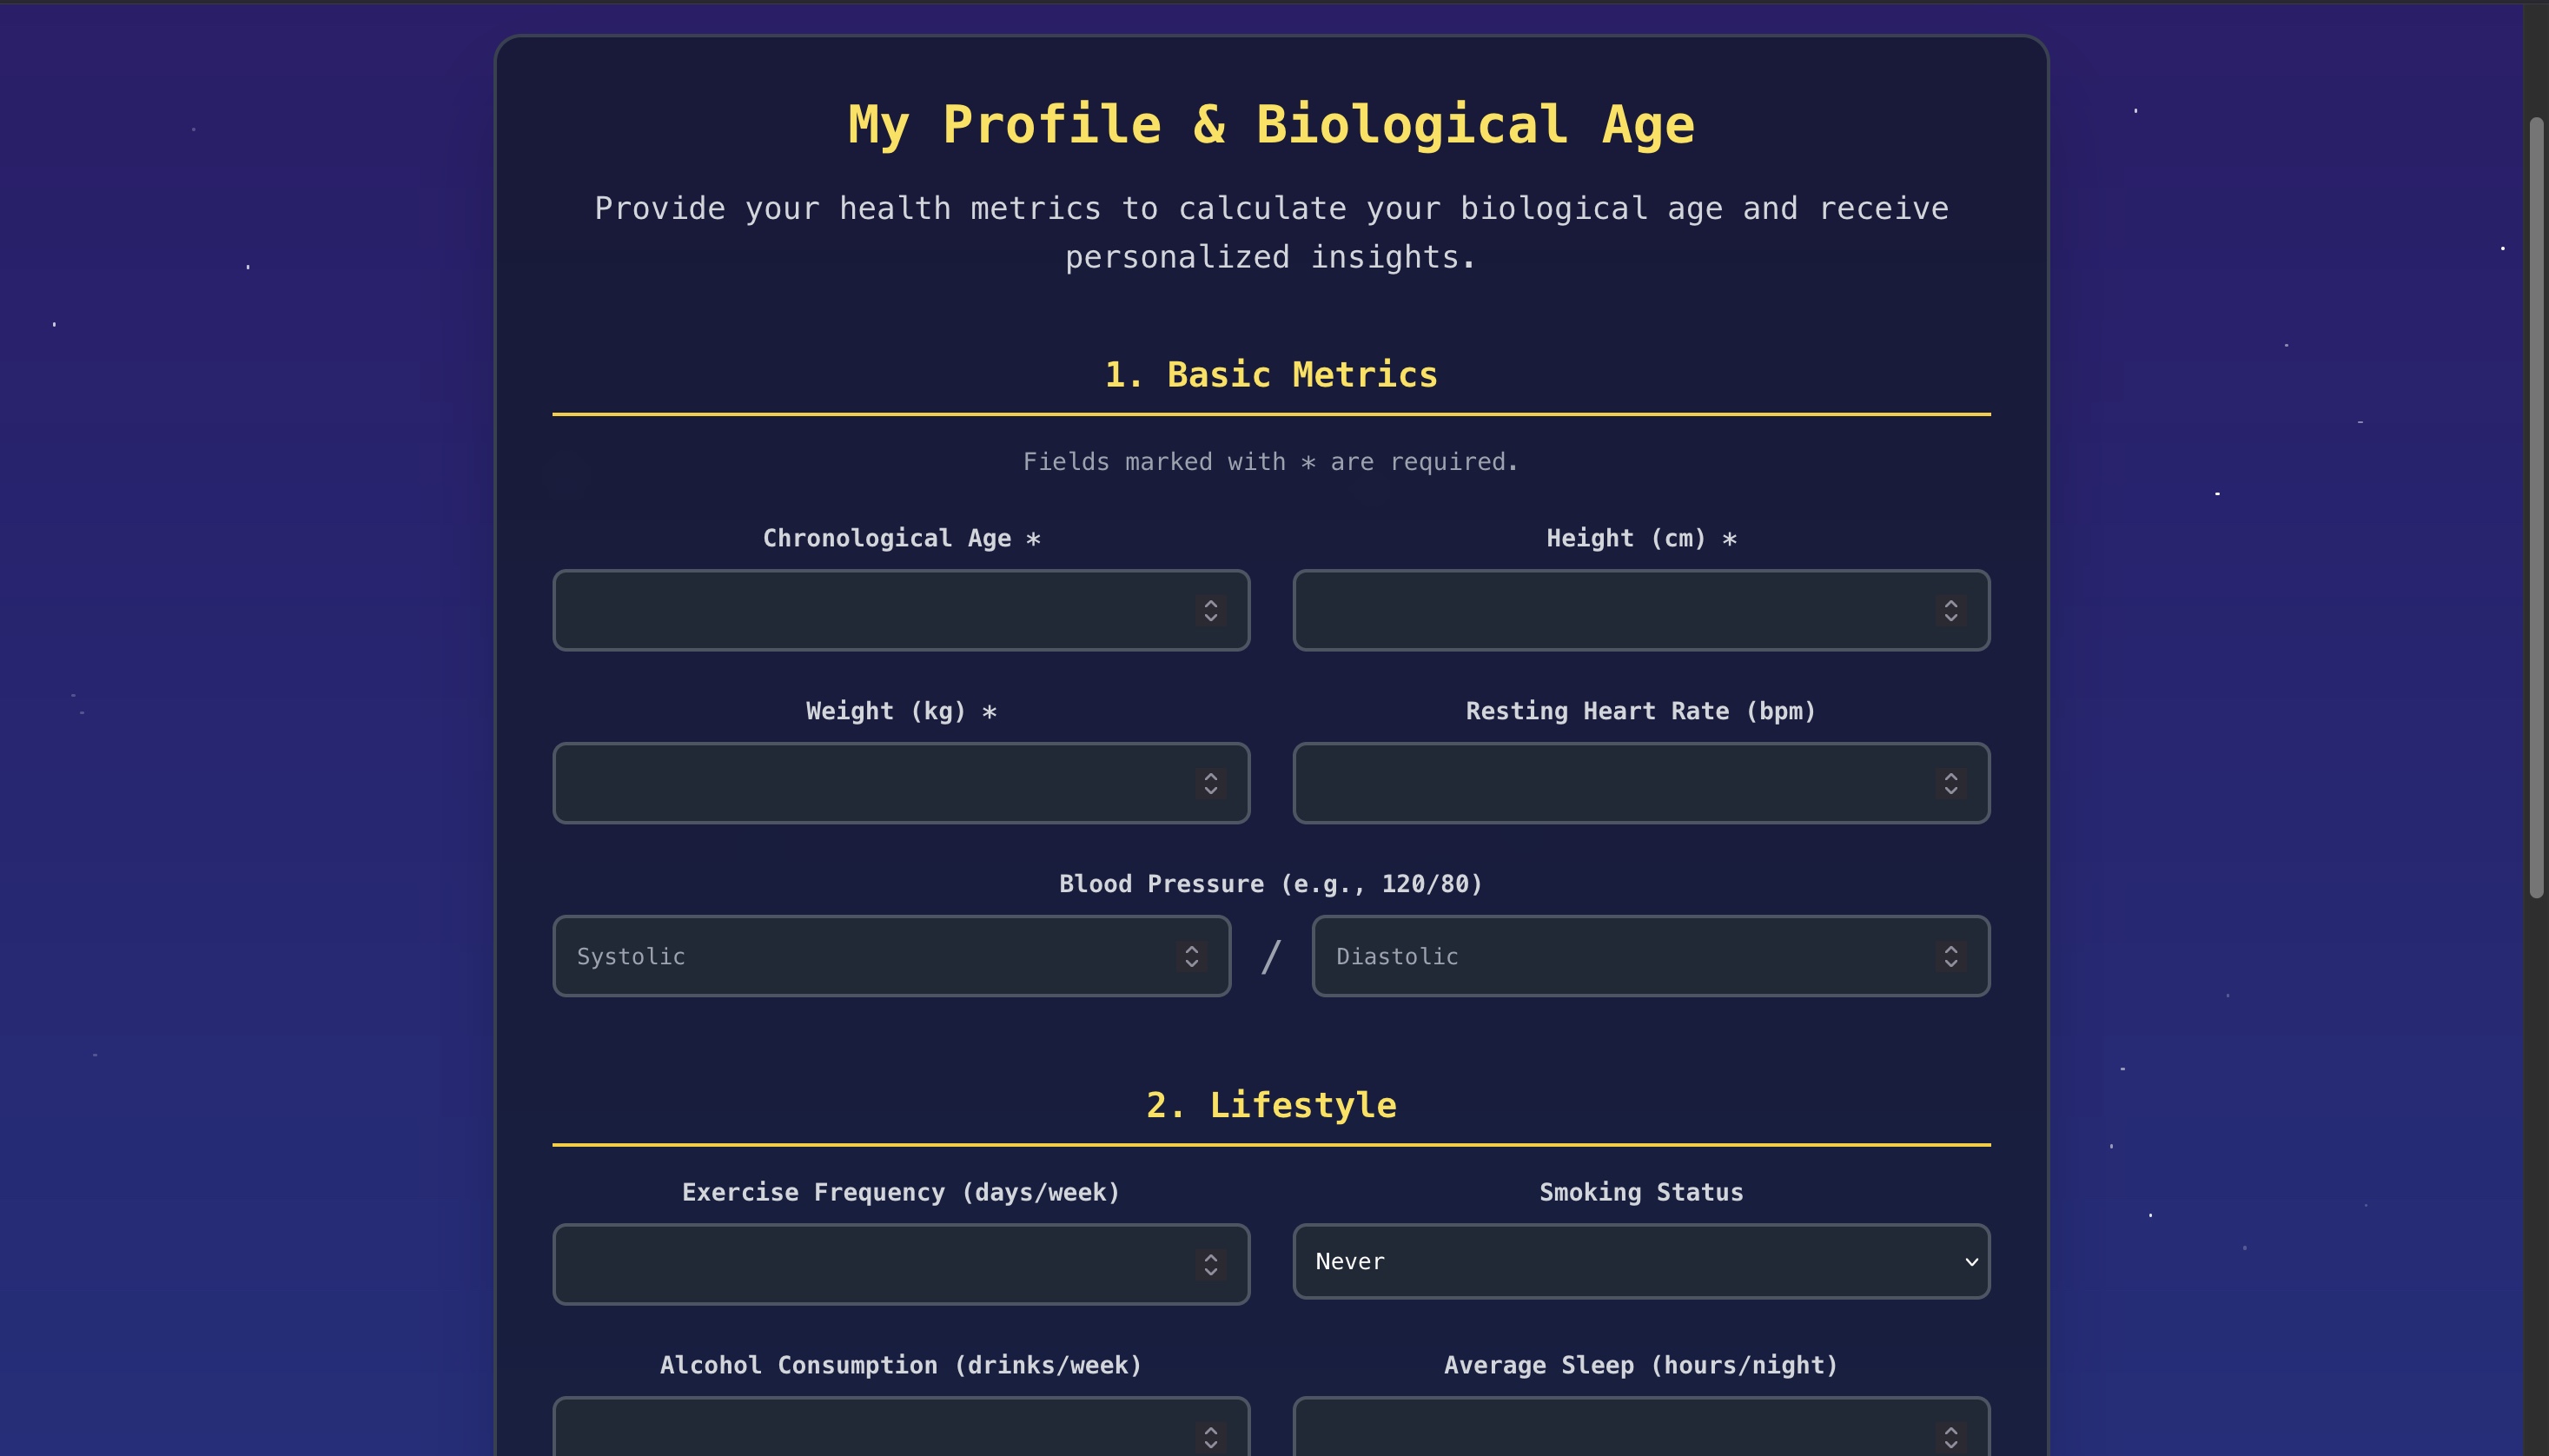 My Profile & Biological Age
Provide your health metrics to calculate your biological age and receive
personalized insights.
1. Basic Metrics
Fields marked with * are required.
Chronological Age *
Height (cm) *
Weight (kg) *
Resting Heart Rate (bpm)
Blood Pressure (e.g., 120/80)
Systolic / Diastolic
2. Lifestyle
Exercise Frequency (days/week)
Smoking Status
Never
Alcohol Consumption (drinks/week)
Average Sleep (hours/night)